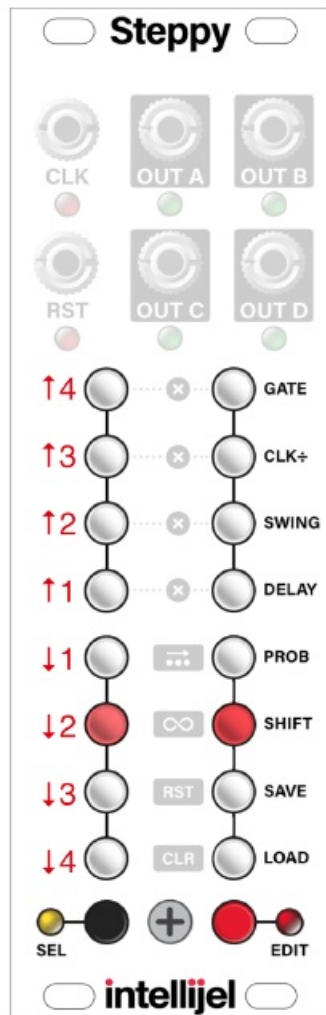 Steppy
CLK OUT A OUT B
RST OUT C OUT D
↑4 GATE
↑3 CLK÷
↑2 SWING
↑1 DELAY
↓1 PROB
↓2 ∞ SHIFT
↓3 RST SAVE
↓4 CLR LOAD
SEL + EDIT
intellijel